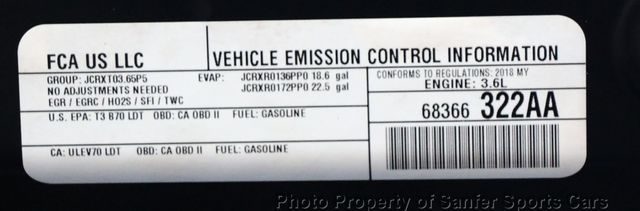 FCA US LLC
VEHICLE EMISSION CONTROL INFORMATION
GROUP: JCRXT03.65P5
EVAP: JCRXR0136PP0 18.6 gal
JCRXR0172PP0 22.5 gal
NO ADJUSTMENTS NEEDED
EGR / EGRC / HO2S / SFI / TWC
CONFORMS TO REGULATIONS: 2018 MY
ENGINE: 3.6L
68366 322AA
U.S. EPA: T3 B70 LDT OBD: CA OBD II FUEL: GASOLINE
CA: ULEV70 LDT OBD: CA OBD II FUEL: GASOLINE
Photo Property of Sanfer Sports Cars